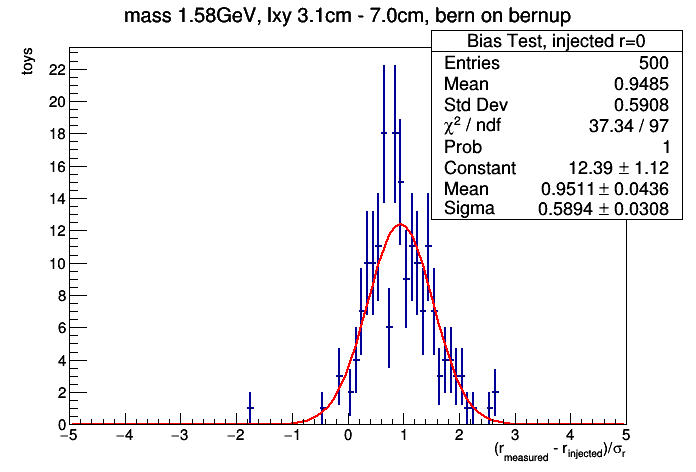 mass 1.58GeV, lxy 3.1cm - 7.0cm, bern on bernup
Bias Test, injected r=0
Entries 500
Mean 0.9485
Std Dev 0.5908
χ² / ndf 37.34 / 97
Prob 1
Constant 12.39 ± 1.12
Mean 0.9511 ± 0.0436
Sigma 0.5894 ± 0.0308
toys
22
20
18
16
14
12
10
8
6
4
2
0
−5 −4 −3 −2 −1 0 1 2 3 4 5
(r_measured - r_injected)/σ_r